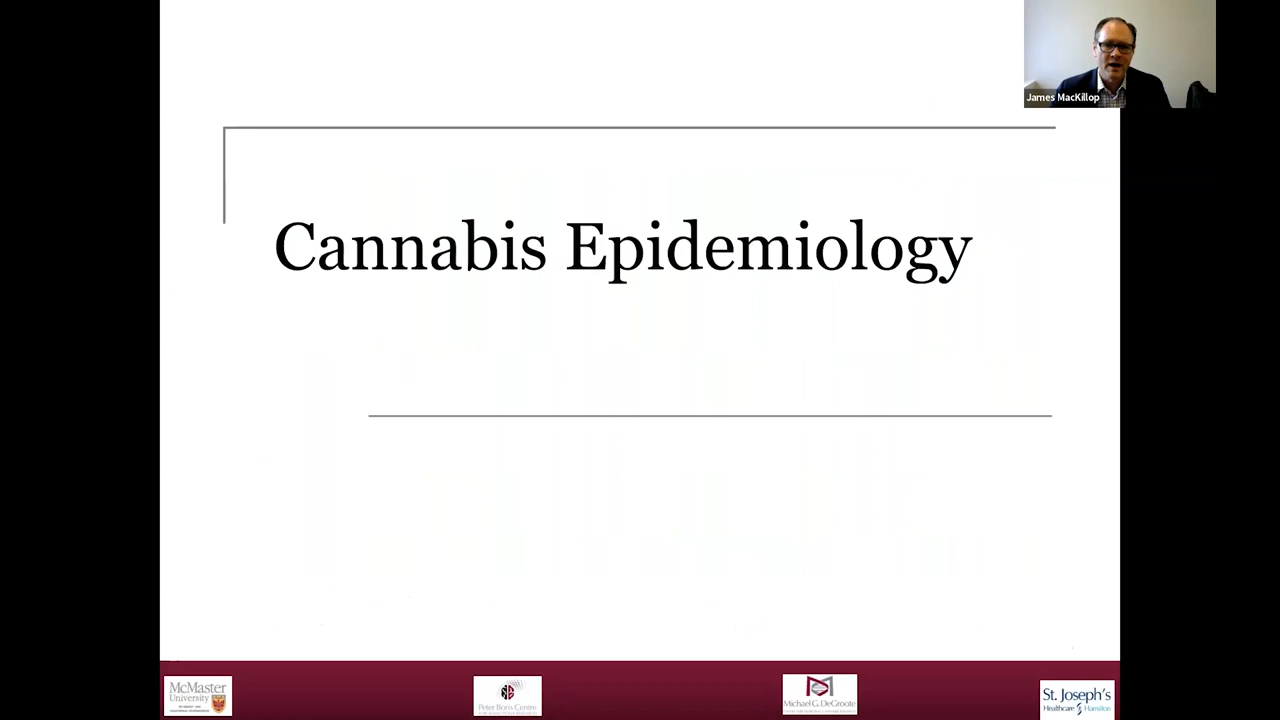 James MacKillop
Cannabis Epidemiology
McMaster
University
Peter Boris Centre
Michael G. DeGroote
St. Joseph's
Healthcare Hamilton